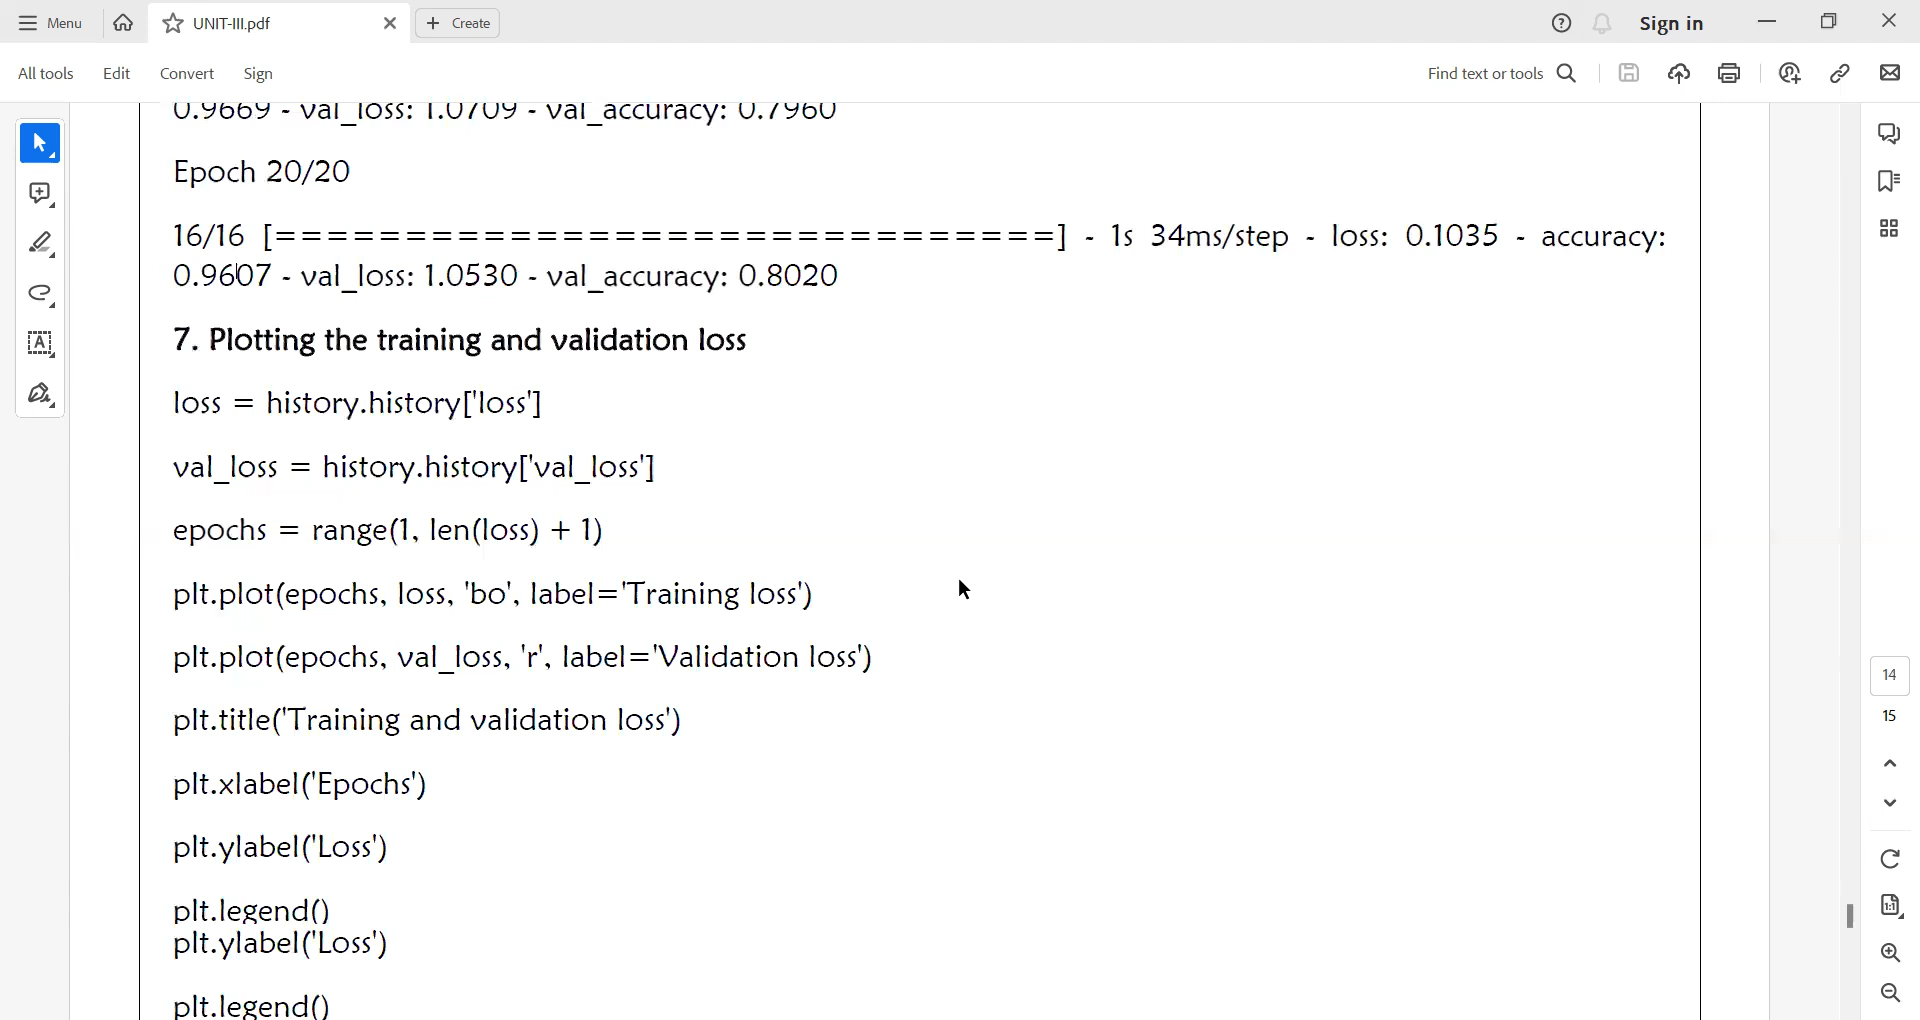 Menu
UNIT-III.pdf
Create
Sign in
All tools
Edit
Convert
Sign
Find text or tools
0.9669 - val_loss: 1.0709 - val_accuracy: 0.7960
Epoch 20/20
16/16 [==============================] - 1s 34ms/step - loss: 0.1035 - accuracy:
0.9607 - val_loss: 1.0530 - val_accuracy: 0.8020
7. Plotting the training and validation loss
loss = history.history['loss']
val_loss = history.history['val_loss']
epochs = range(1, len(loss) + 1)
plt.plot(epochs, loss, 'bo', label='Training loss')
plt.plot(epochs, val_loss, 'r', label='Validation loss')
plt.title('Training and validation loss')
plt.xlabel('Epochs')
plt.ylabel('Loss')
plt.legend()
plt.ylabel('Loss')
plt.legend()
14
15
1:1